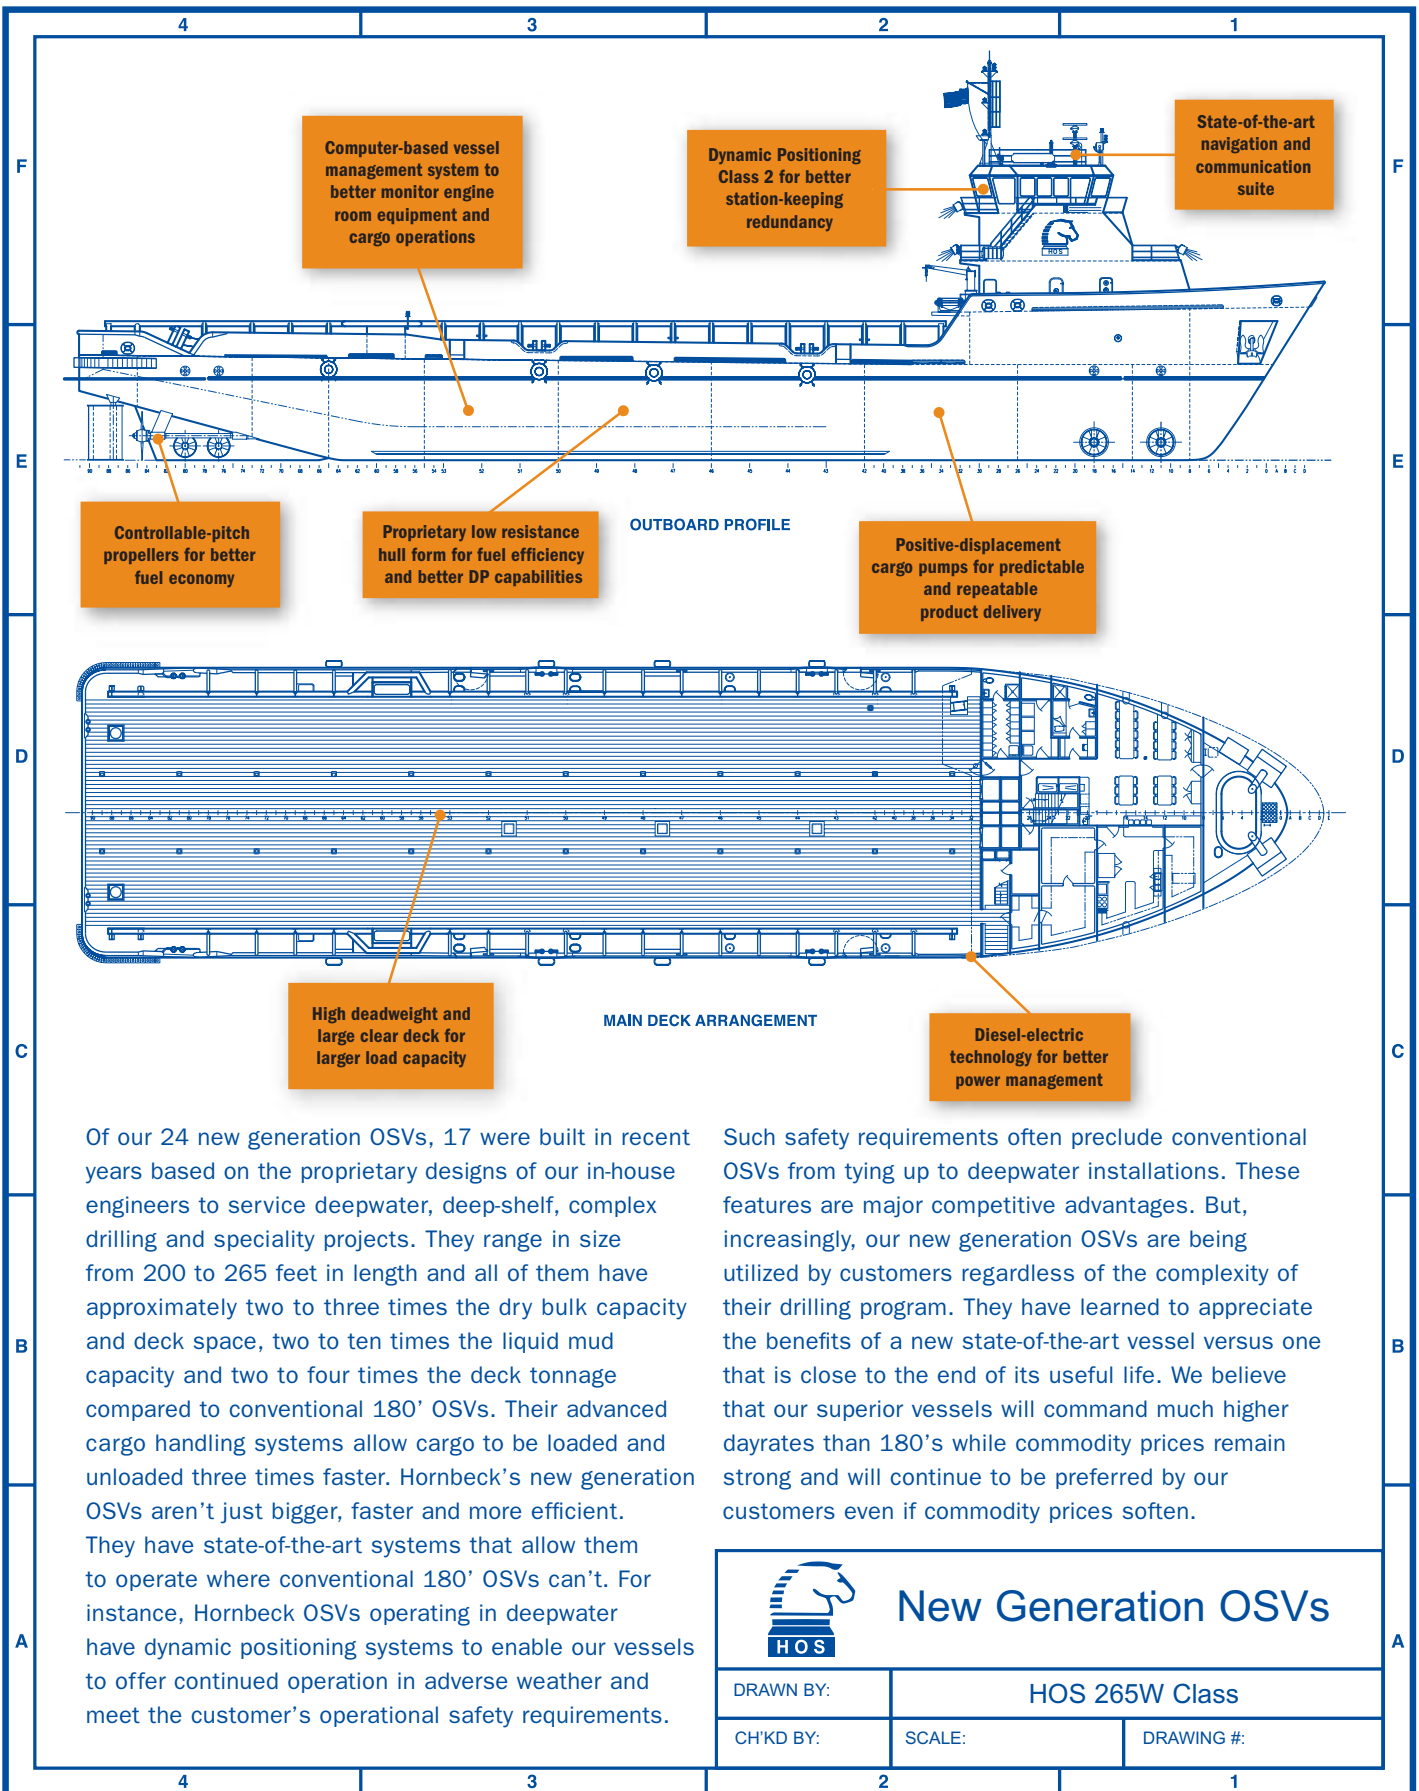 4 3 2 1
F
F
State-of-the-art
navigation and
communication
suite
Computer-based vessel
management system to
better monitor engine
room equipment and
cargo operations
Dynamic Positioning
Class 2 for better
station-keeping
redundancy
HOS
E
E
Controllable-pitch
propellers for better
fuel economy
Proprietary low resistance
hull form for fuel efficiency
and better DP capabilities
OUTBOARD PROFILE
Positive-displacement
cargo pumps for predictable
and repeatable
product delivery
D
D
High deadweight and
large clear deck for
larger load capacity
MAIN DECK ARRANGEMENT
Diesel-electric
technology for better
power management
C
C
Of our 24 new generation OSVs, 17 were built in recent
years based on the proprietary designs of our in-house
engineers to service deepwater, deep-shelf, complex
drilling and speciality projects. They range in size
from 200 to 265 feet in length and all of them have
approximately two to three times the dry bulk capacity
and deck space, two to ten times the liquid mud
capacity and two to four times the deck tonnage
compared to conventional 180’ OSVs. Their advanced
cargo handling systems allow cargo to be loaded and
unloaded three times faster. Hornbeck’s new generation
OSVs aren’t just bigger, faster and more efficient.
They have state-of-the-art systems that allow them
to operate where conventional 180’ OSVs can’t. For
instance, Hornbeck OSVs operating in deepwater
have dynamic positioning systems to enable our vessels
to offer continued operation in adverse weather and
meet the customer’s operational safety requirements.
Such safety requirements often preclude conventional
OSVs from tying up to deepwater installations. These
features are major competitive advantages. But,
increasingly, our new generation OSVs are being
utilized by customers regardless of the complexity of
their drilling program. They have learned to appreciate
the benefits of a new state-of-the-art vessel versus one
that is close to the end of its useful life. We believe
that our superior vessels will command much higher
dayrates than 180’s while commodity prices remain
strong and will continue to be preferred by our
customers even if commodity prices soften.
B
B
A
A
HOS
New Generation OSVs
DRAWN BY:
HOS 265W Class
CH'KD BY:
SCALE:
DRAWING #:
4 3 2 1